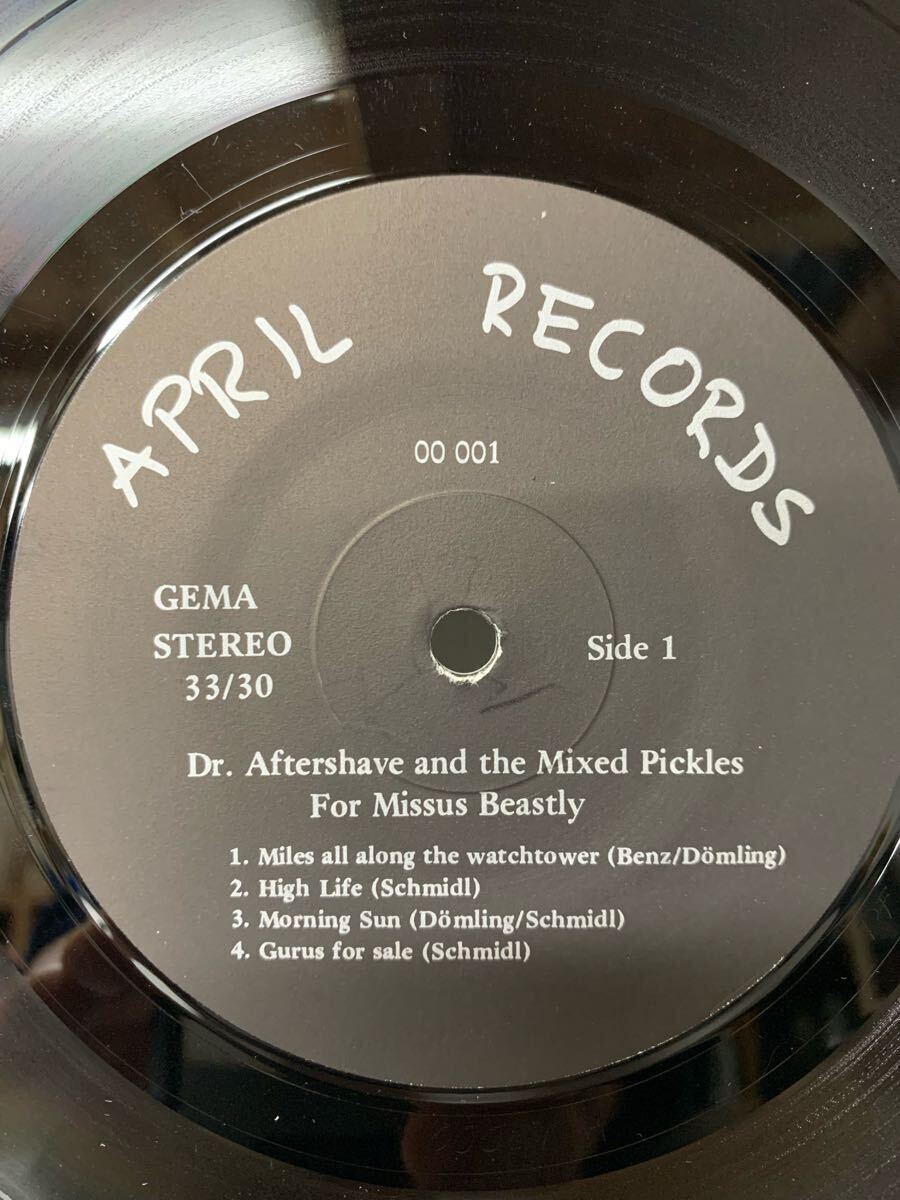 APRIL RECORDS
00 001
GEMA
STEREO
33/30
Side 1
Dr. Aftershave and the Mixed Pickles
For Missus Beastly
1. Miles all along the watchtower (Benz/Dömling)
2. High Life (Schmidl)
3. Morning Sun (Dömling/Schmidl)
4. Gurus for sale (Schmidl)